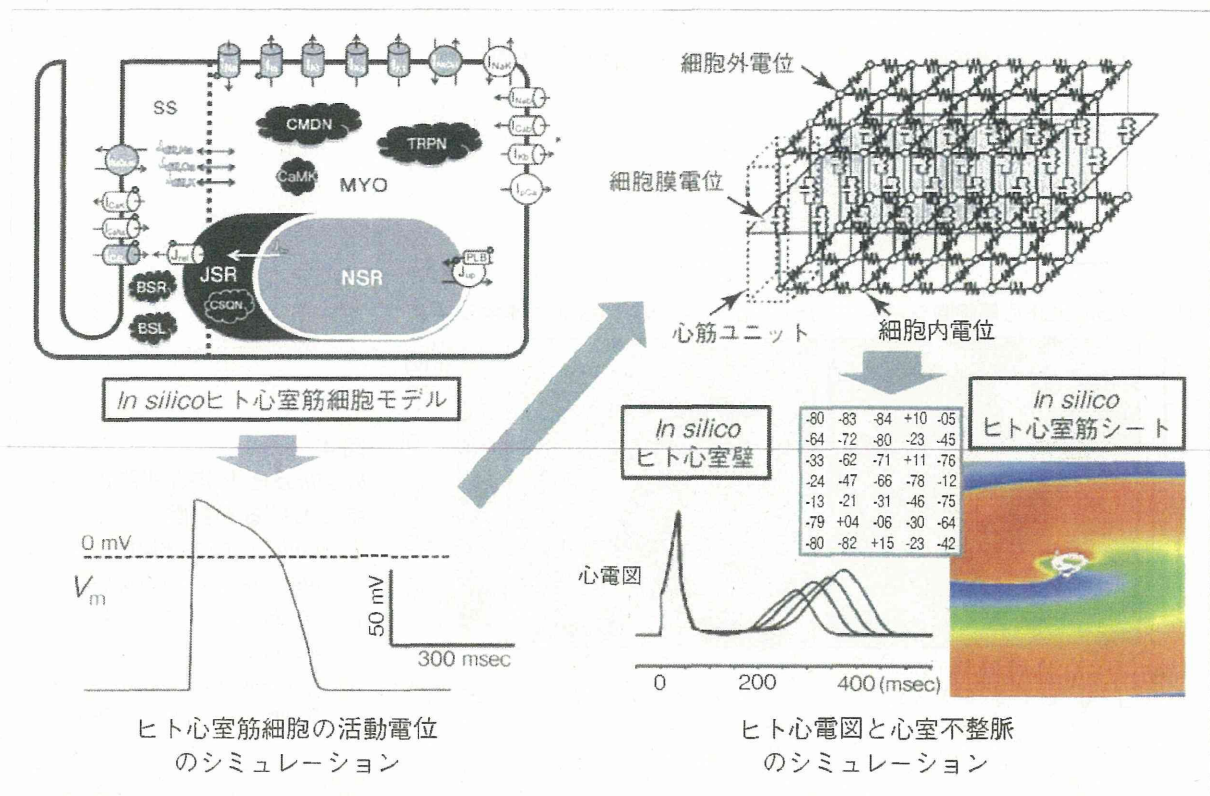 SS
CMDN
TRPN
CaMK
MYO
JSR
NSR
CSQN
PLB
Jup
Jrel
BSR
BSL
INaK
INab
ICab
IKb
IpCa
In silicoヒト心室筋細胞モデル
0 mV
Vm
50 mV
300 msec
ヒト心室筋細胞の活動電位
のシミュレーション
細胞外電位
細胞膜電位
心筋ユニット
細胞内電位
In silico
ヒト心室壁
-80 -83 -84 +10 -05
-64 -72 -80 -23 -45
-33 -62 -71 +11 -76
-24 -47 -66 -78 -12
-13 -21 -31 -46 -75
-79 +04 -06 -30 -64
-80 -82 +15 -23 -42
In silico
ヒト心室筋シート
心電図
0 200 400 (msec)
ヒト心電図と心室不整脈
のシミュレーション